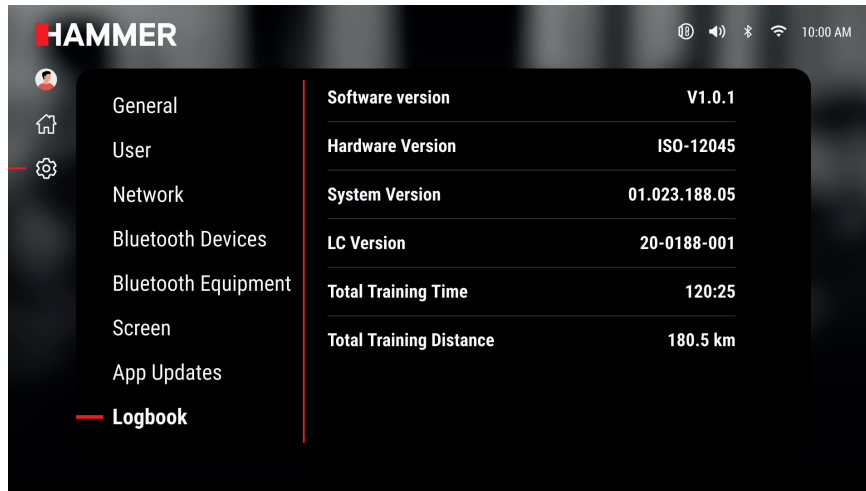 HAMMER
18
10:00 AM
General
User
Network
Bluetooth Devices
Bluetooth Equipment
Screen
App Updates
Logbook
Software version V1.0.1
Hardware Version ISO-12045
System Version 01.023.188.05
LC Version 20-0188-001
Total Training Time 120:25
Total Training Distance 180.5 km